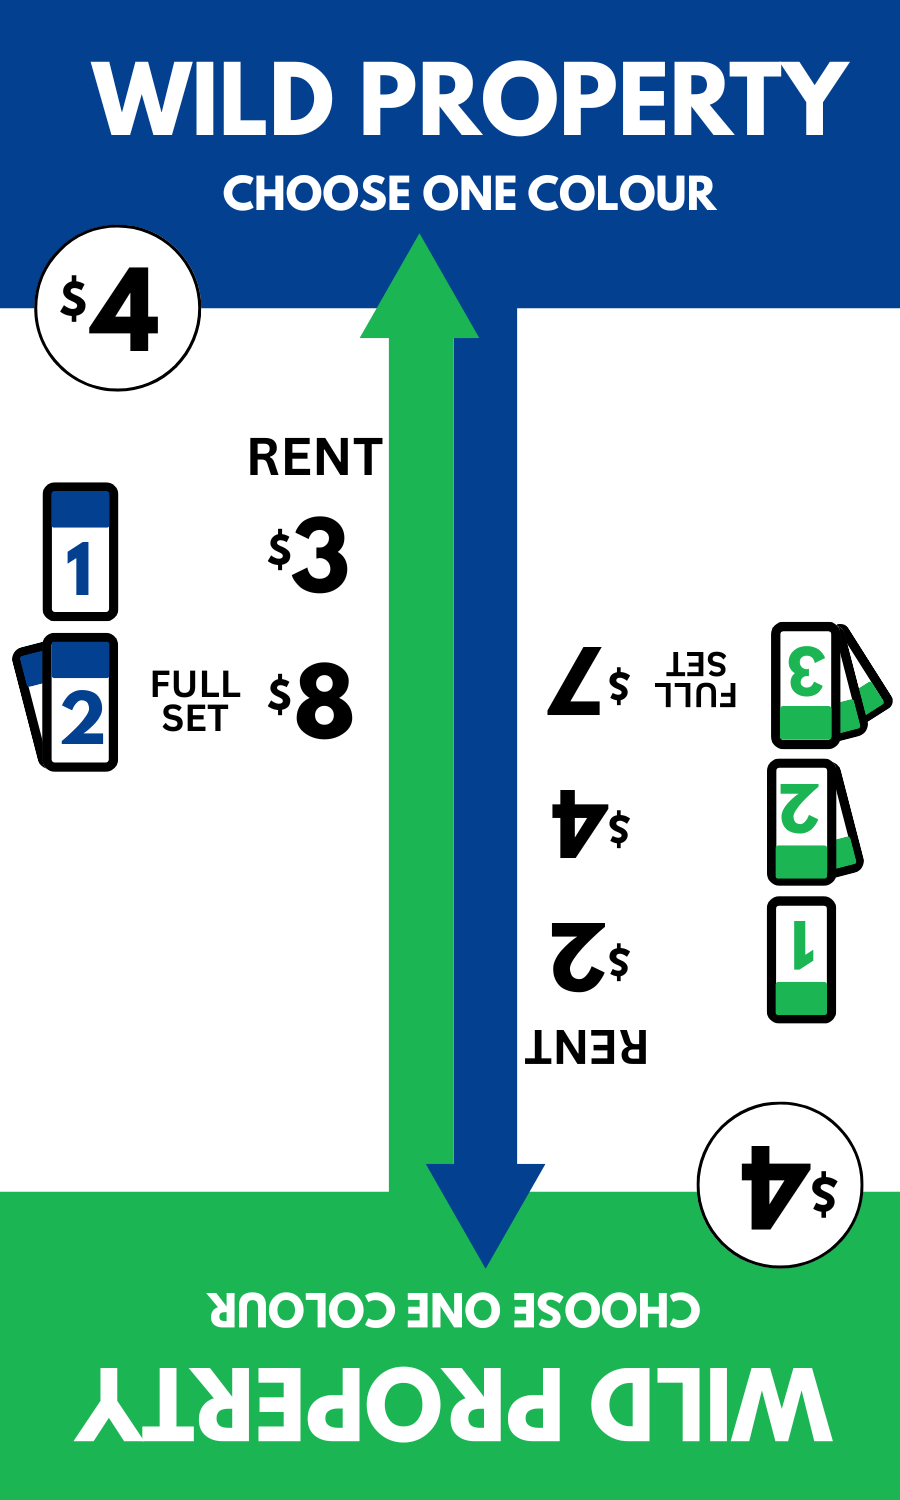 WILD PROPERTY
CHOOSE ONE COLOUR
$4
RENT
1 $3
2 FULL SET $8
WILD PROPERTY
CHOOSE ONE COLOUR
$4
RENT
1 $2
2 $4
3 FULL SET $7